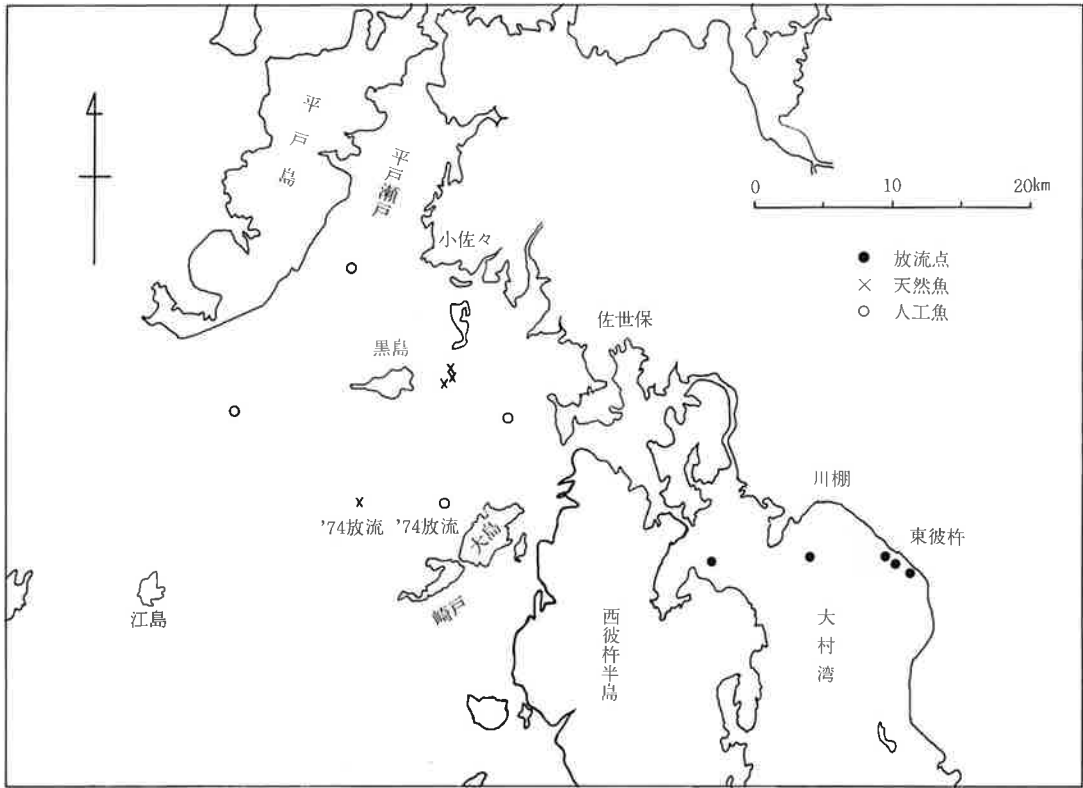 平戸島
平戸瀬戸
小佐々
0 10 20km
● 放流点
× 天然魚
○ 人工魚
佐世保
黒島
川棚
東彼杵
'74放流 '74放流
大島
崎戸
江島
西彼杵半島
大村湾